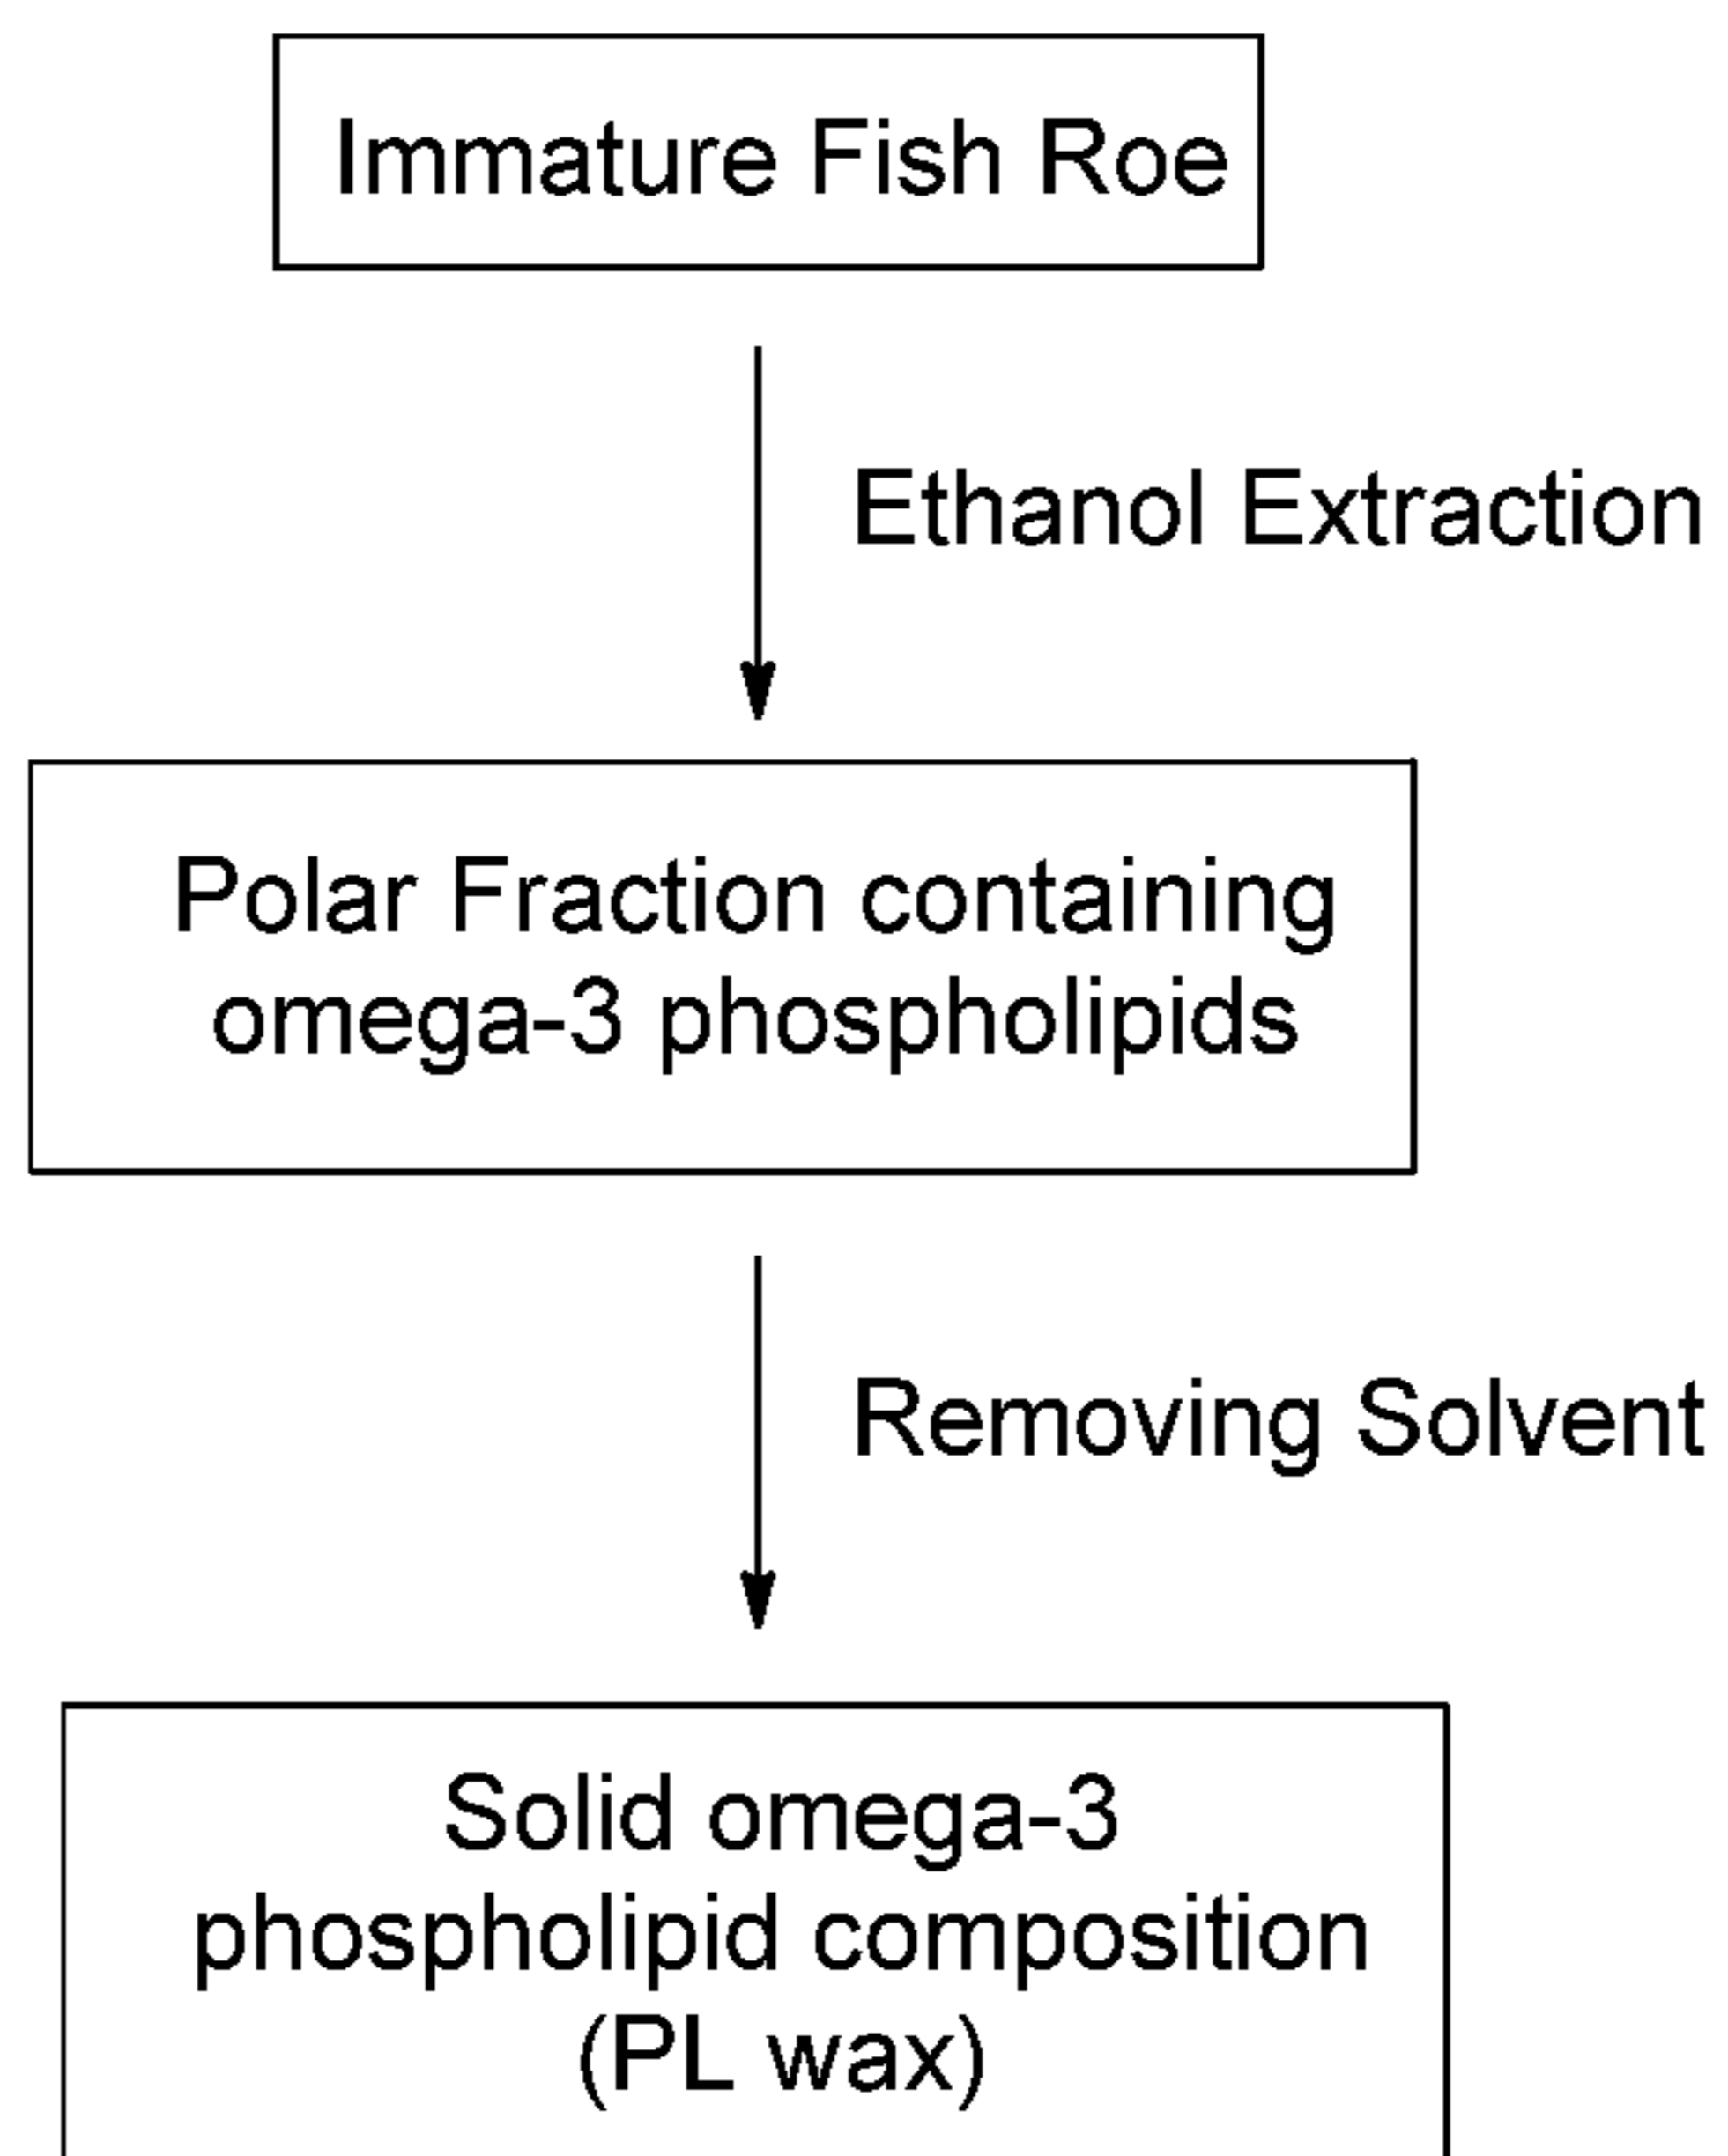 Immature Fish Roe
Ethanol Extraction
Polar Fraction containing
omega-3 phospholipids
Removing Solvent
Solid omega-3
phospholipid composition
(PL wax)